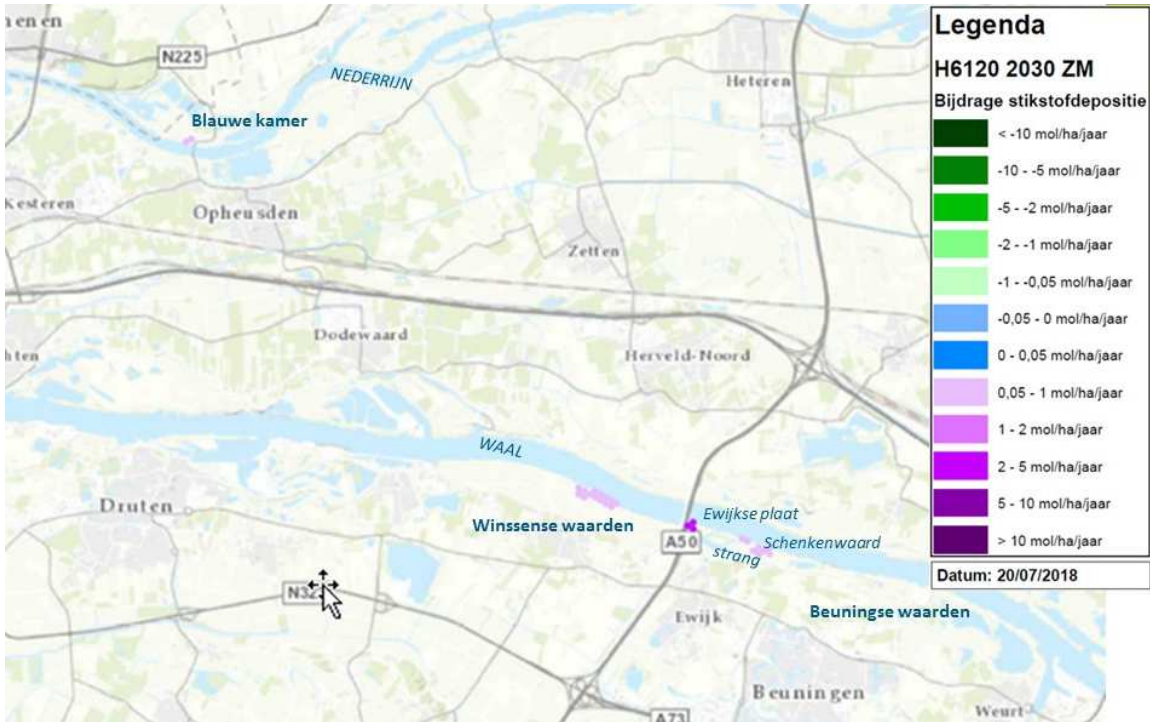 enen
N225
NEDERRIJN
Heteren
Blauwe kamer
Kesteren
Opheusden
Zetten
Dodewaard
hten
Herveld-Noord
WAAL
Druten
Winssense waarden
Ewijkse plaat
A50
strang
Schenkenwaard
N32
Beuningse waarden
Ewijk
Beuningen
A73
Weurt
Legenda
H6120 2030 ZM
Bijdrage stikstofdepositie
< -10 mol/ha/jaar
-10 - -5 mol/ha/jaar
-5 - -2 mol/ha/jaar
-2 - -1 mol/ha/jaar
-1 - -0,05 mol/ha/jaar
-0,05 - 0 mol/ha/jaar
0 - 0,05 mol/ha/jaar
0,05 - 1 mol/ha/jaar
1 - 2 mol/ha/jaar
2 - 5 mol/ha/jaar
5 - 10 mol/ha/jaar
> 10 mol/ha/jaar
Datum: 20/07/2018